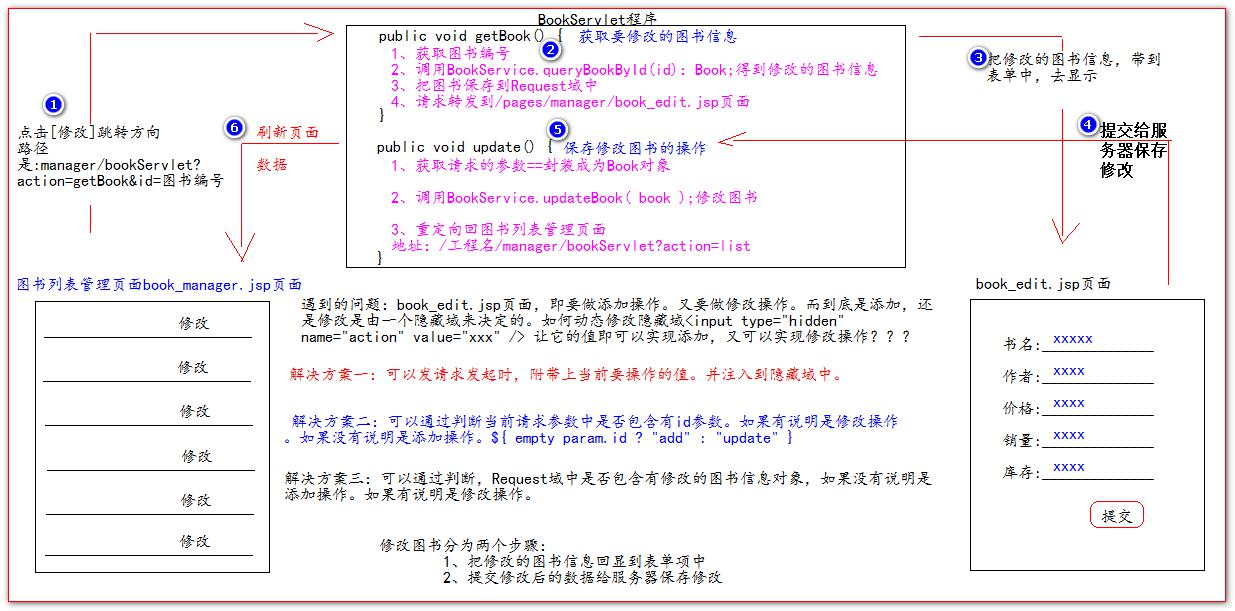 BookServlet程序
public void getBook() { 获取要修改的图书信息
2
1、获取图书编号
2、调用BookService.queryBookById(id): Book;得到修改的图书信息
3、把图书保存到Request域中
4、请求转发到/pages/manager/book_edit.jsp页面
}
5
public void update() { 保存修改图书的操作
1、获取请求的参数==封装成为Book对象
2、调用BookService.updateBook( book );修改图书
3、重定向回图书列表管理页面
地址: /工程名/manager/bookServlet?action=list
}
1
点击[修改]跳转方向
路径
是:manager/bookServlet?
action=getBook&id=图书编号
6 刷新页面
数据
3 把修改的图书信息, 带到
表单中, 去显示
4 提交给服
务器保存
修改
图书列表管理页面book_manager.jsp页面
修改
修改
修改
修改
修改
修改
遇到的问题: book_edit.jsp页面, 即要做添加操作。又要做修改操作。而到底是添加, 还
是修改是由一个隐藏域来决定的。如何动态修改隐藏域<input type="hidden"
name="action" value="xxx" /> 让它的值即可以实现添加, 又可以实现修改操作???
解决方案一: 可以发请求发起时, 附带上当前要操作的值。并注入到隐藏域中。
解决方案二: 可以通过判断当前请求参数中是否包含有id参数。如果有说明是修改操作
。如果没有说明是添加操作。${ empty param.id ? "add" : "update" }
解决方案三: 可以通过判断, Request域中是否包含有修改的图书信息对象, 如果没有说明是
添加操作。如果有说明是修改操作。
修改图书分为两个步骤:
1、把修改的图书信息回显到表单项中
2、提交修改后的数据给服务器保存修改
book_edit.jsp页面
书名:xxxxx
作者:xxxx
价格:xxxx
销量:xxxx
库存:xxxx
提交